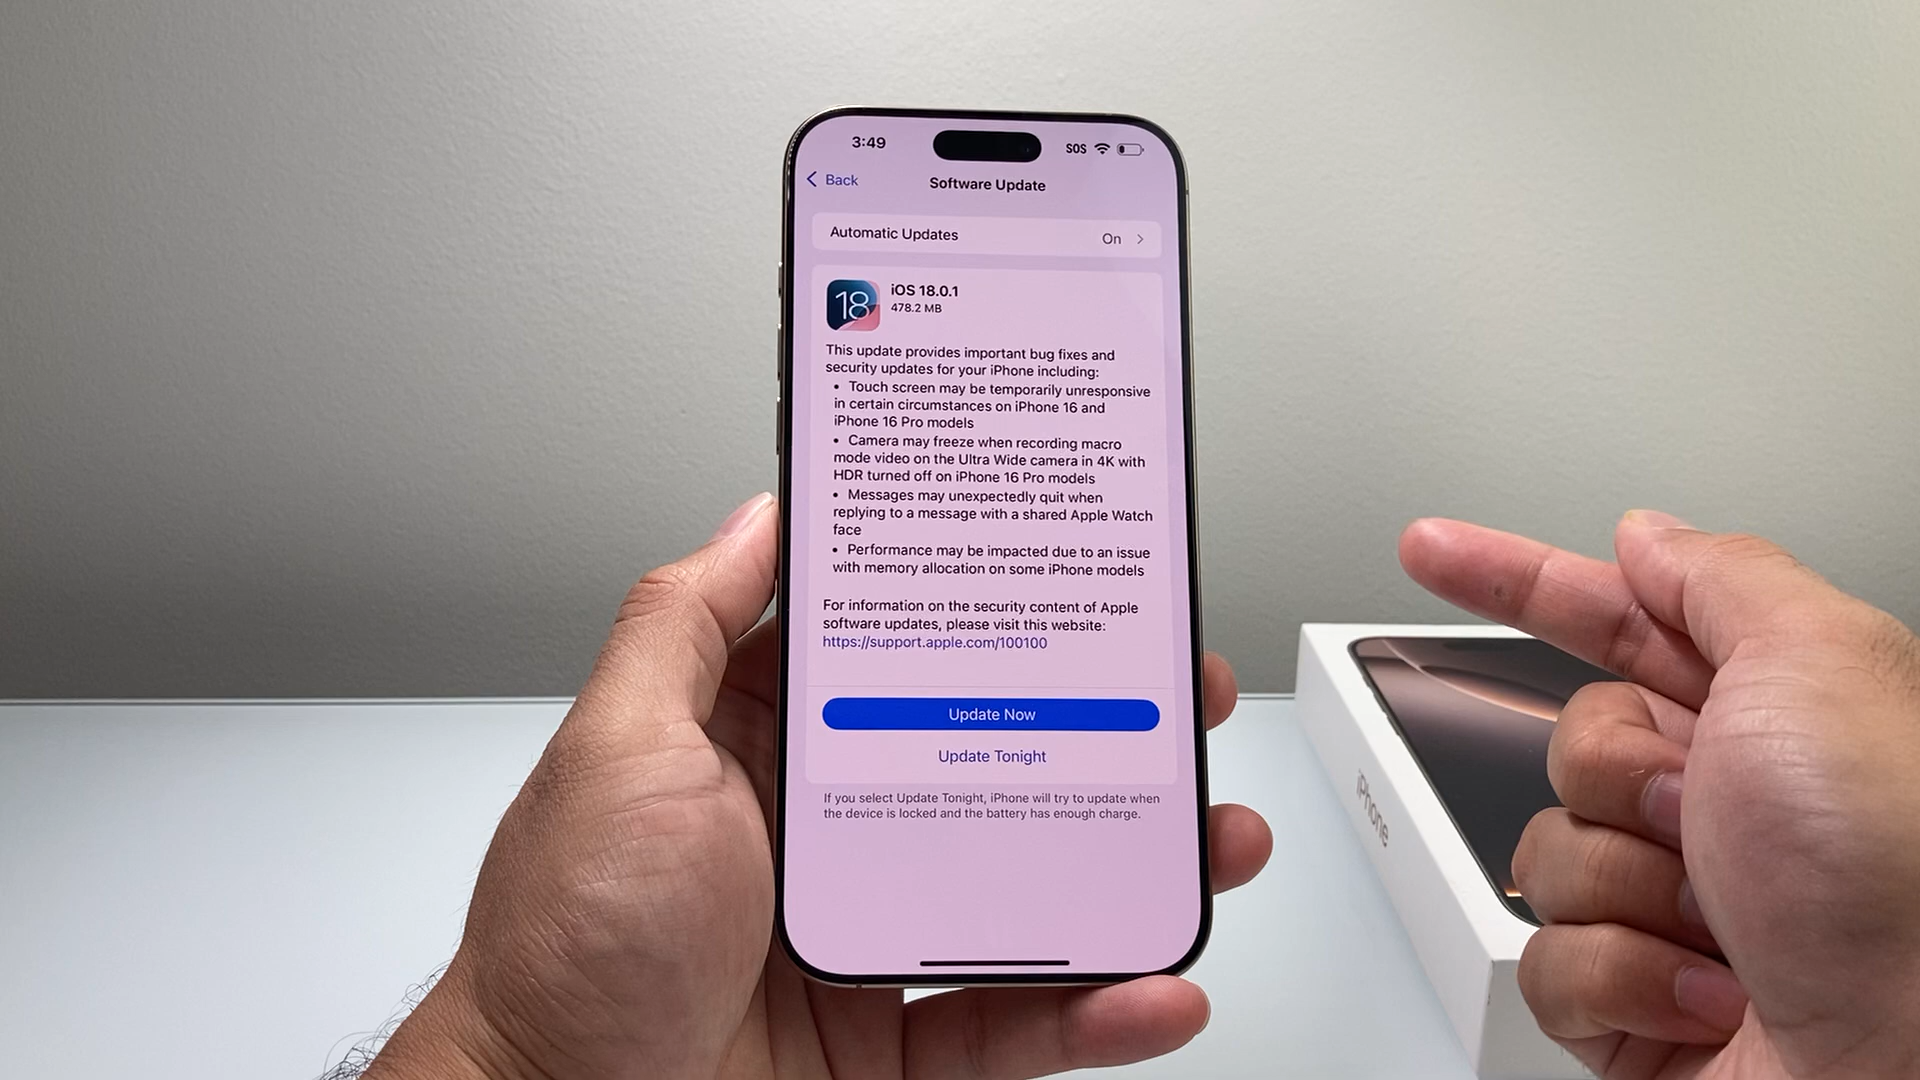 3:49
SOS
Back
Software Update
Automatic Updates
On
18
iOS 18.0.1
478.2 MB
This update provides important bug fixes and
security updates for your iPhone including:
• Touch screen may be temporarily unresponsive
in certain circumstances on iPhone 16 and
iPhone 16 Pro models
• Camera may freeze when recording macro
mode video on the Ultra Wide camera in 4K with
HDR turned off on iPhone 16 Pro models
• Messages may unexpectedly quit when
replying to a message with a shared Apple Watch
face
• Performance may be impacted due to an issue
with memory allocation on some iPhone models
For information on the security content of Apple
software updates, please visit this website:
https://support.apple.com/100100
Update Now
Update Tonight
If you select Update Tonight, iPhone will try to update when
the device is locked and the battery has enough charge.
iPhone